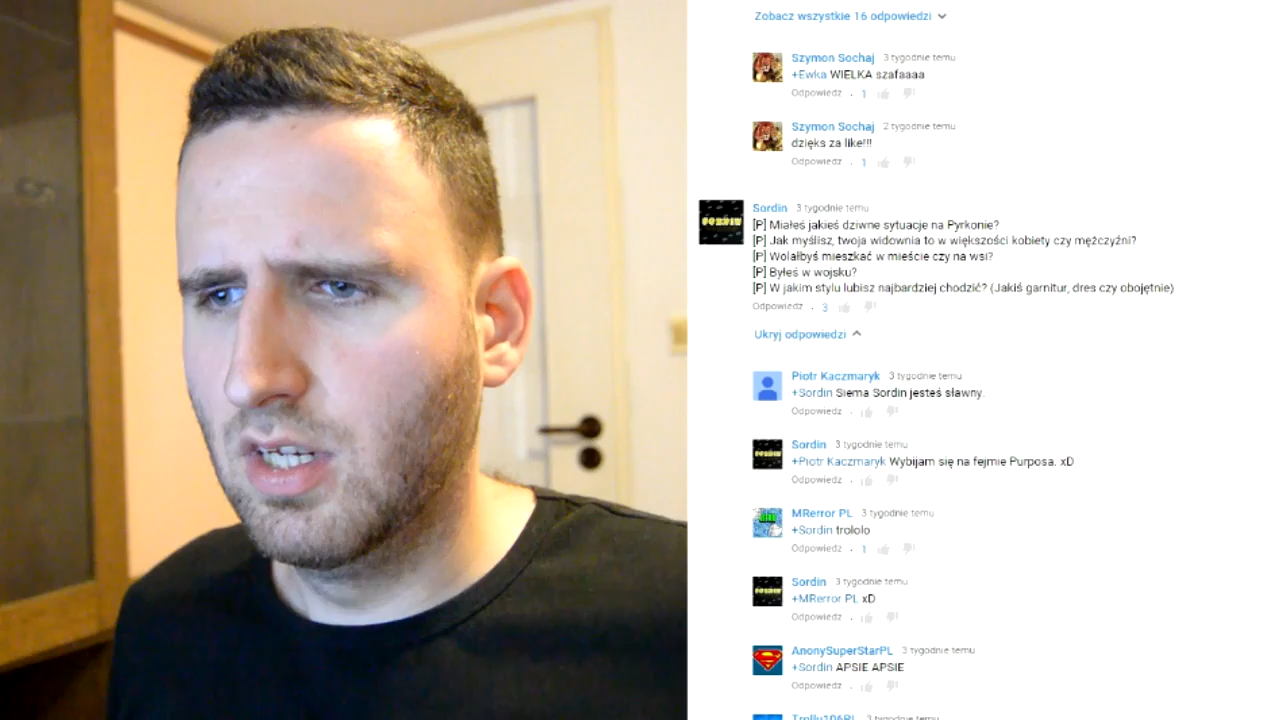 Zobacz wszystkie 16 odpowiedzi
Szymon Sochaj 3 tygodnie temu
+Ewka WIELKA szafaaaa
Odpowiedz . 1
Szymon Sochaj 2 tygodnie temu
dzięks za like!!!
Odpowiedz . 1
Sordin 3 tygodnie temu
[P] Miałeś jakieś dziwne sytuacje na Pyrkonie?
[P] Jak myślisz, twoja widownia to w większości kobiety czy mężczyźni?
[P] Wolałbyś mieszkać w mieście czy na wsi?
[P] Byłeś w wojsku?
[P] W jakim stylu lubisz najbardziej chodzić? (Jakiś garnitur, dres czy obojętnie)
Odpowiedz . 3
Ukryj odpowiedzi
Piotr Kaczmaryk 3 tygodnie temu
+Sordin Siema Sordin jesteś sławny.
Odpowiedz .
Sordin 3 tygodnie temu
+Piotr Kaczmaryk Wybijam się na fejmie Purposa. xD
Odpowiedz .
MRerror PL 3 tygodnie temu
+Sordin trololo
Odpowiedz . 1
Sordin 3 tygodnie temu
+MRerror PL xD
Odpowiedz .
AnonySuperStarPL 3 tygodnie temu
+Sordin APSIE APSIE
Odpowiedz .
3 tygodnie temu